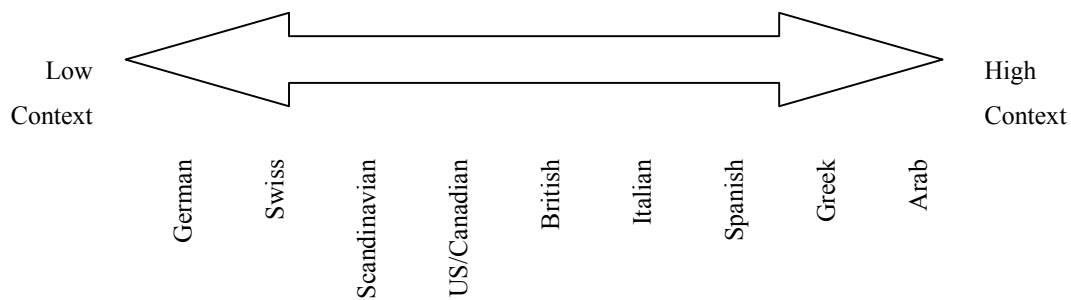 Low
Context
High
Context
German
Swiss
Scandinavian
US/Canadian
British
Italian
Spanish
Greek
Arab